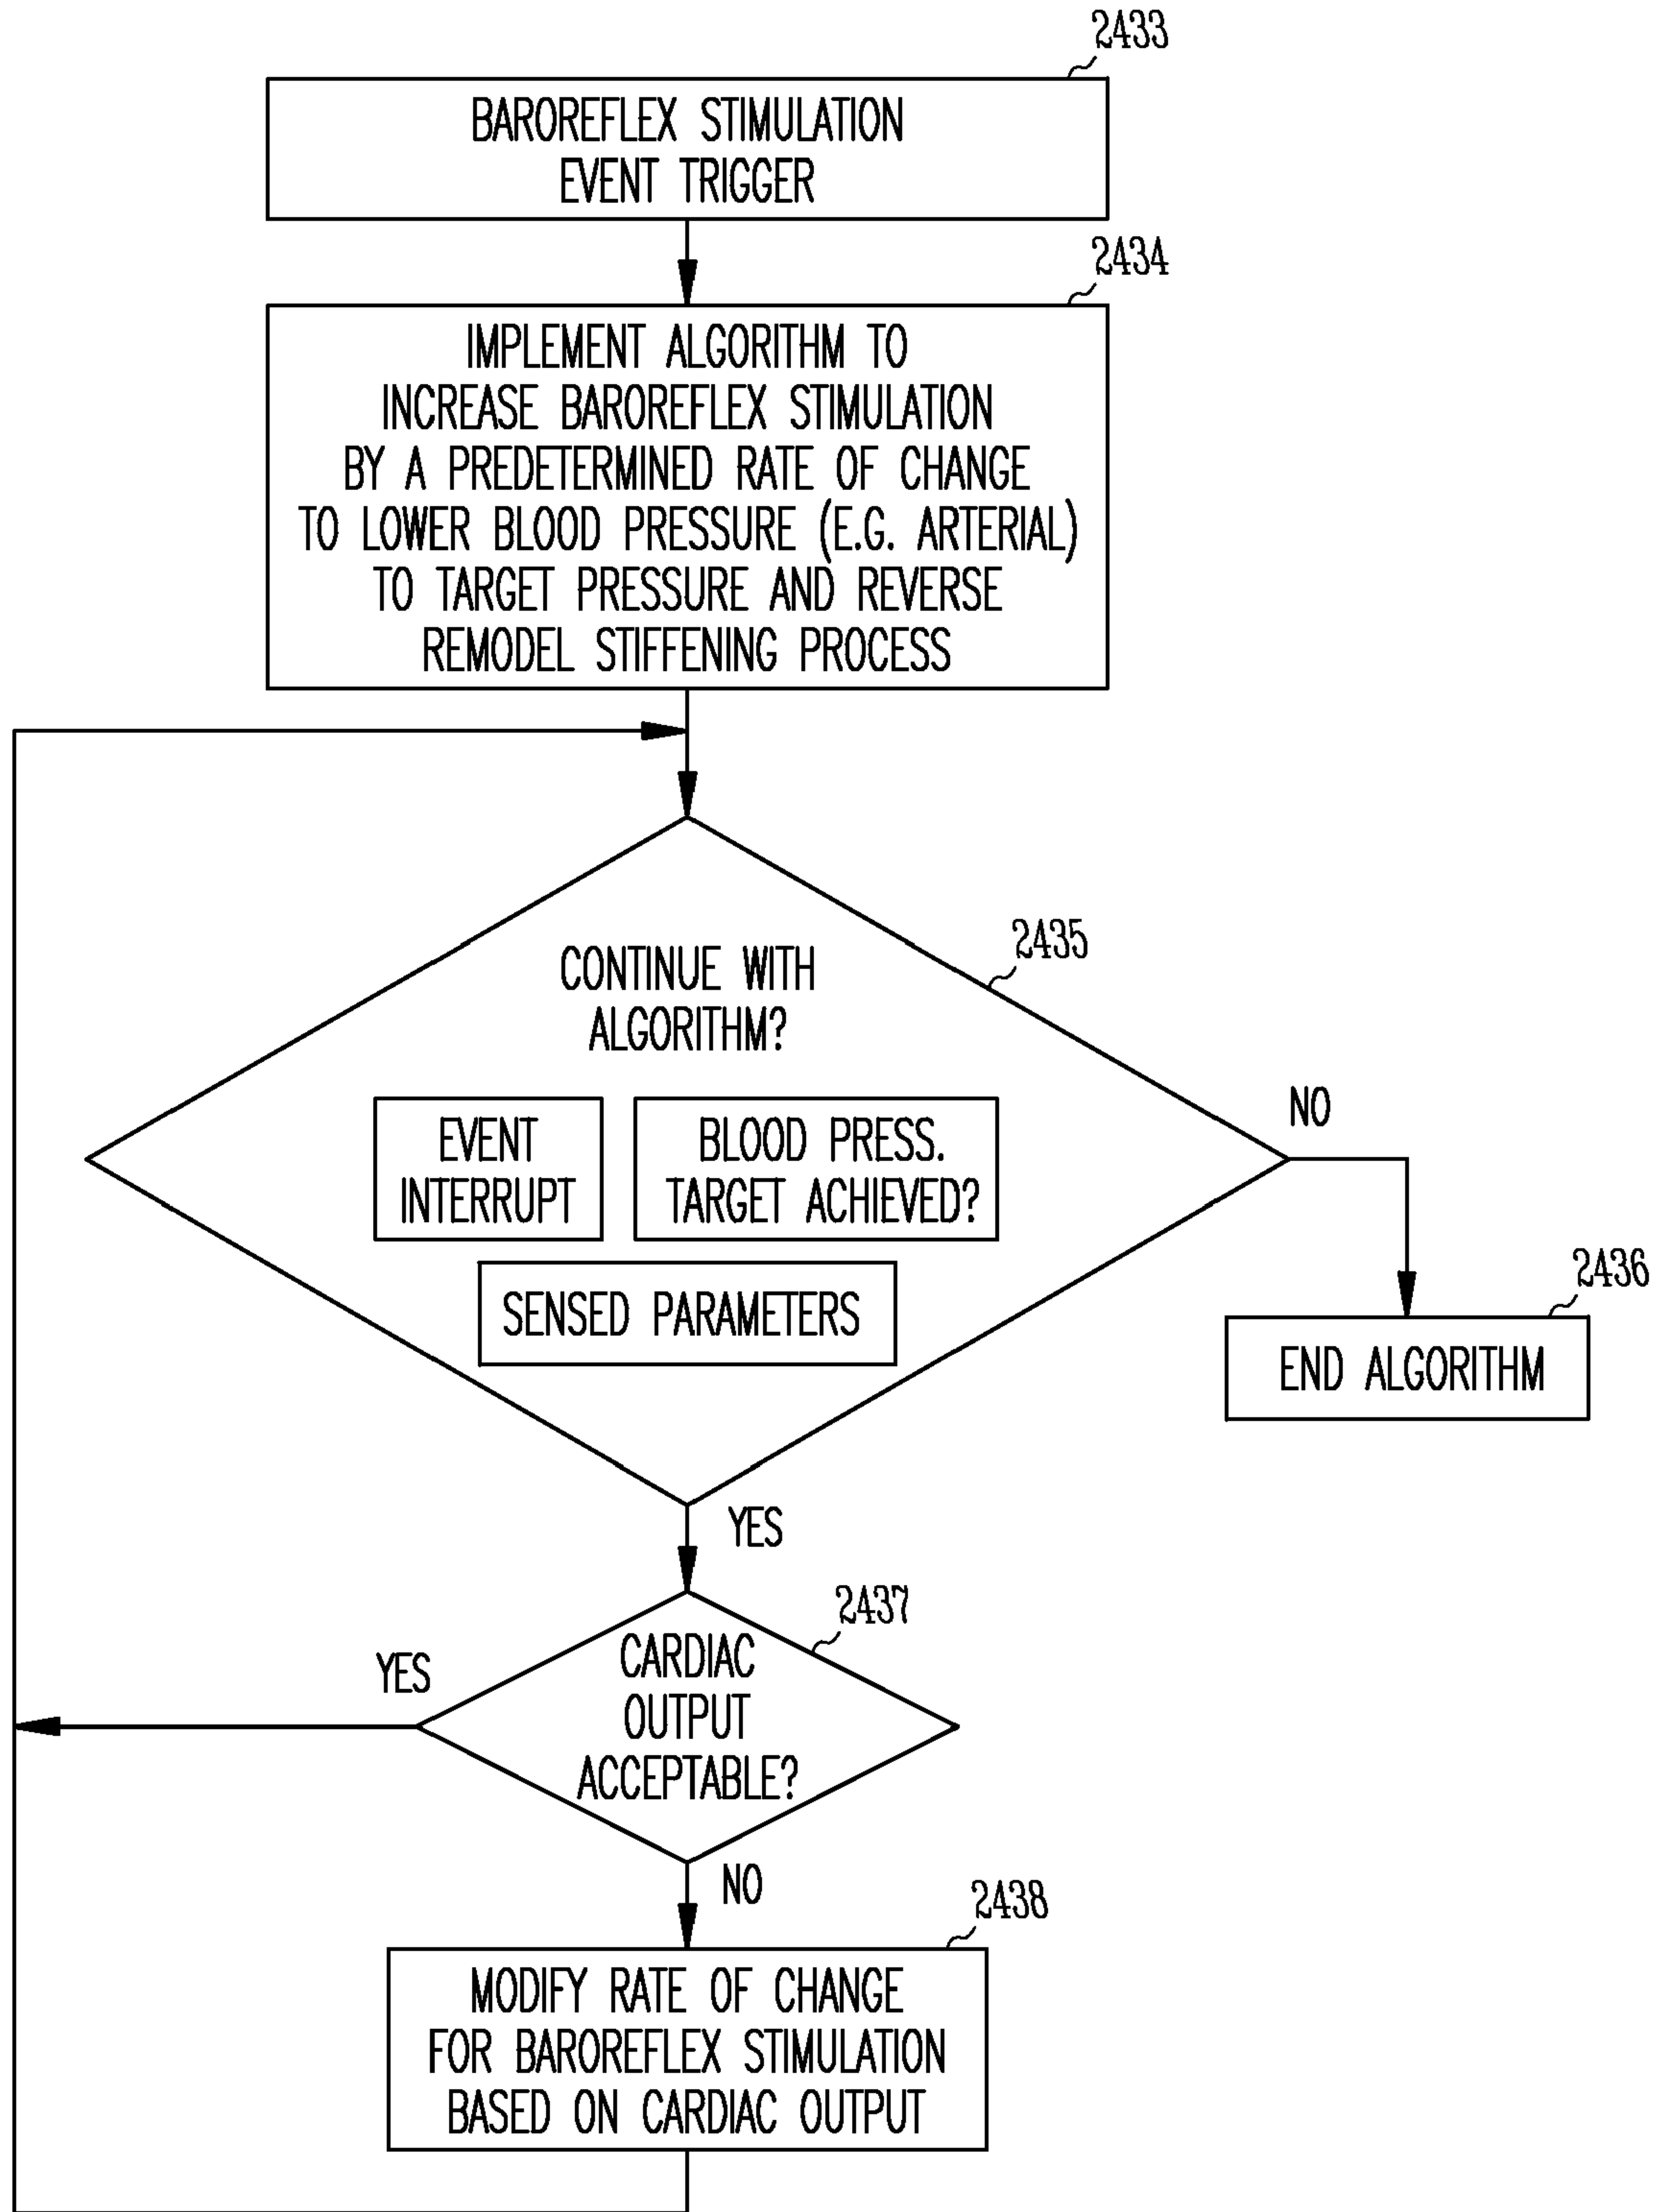 2433
BAROREFLEX STIMULATION
EVENT TRIGGER
2434
IMPLEMENT ALGORITHM TO
INCREASE BAROREFLEX STIMULATION
BY A PREDETERMINED RATE OF CHANGE
TO LOWER BLOOD PRESSURE (E.G. ARTERIAL)
TO TARGET PRESSURE AND REVERSE
REMODEL STIFFENING PROCESS
2435
CONTINUE WITH
ALGORITHM?
EVENT
INTERRUPT
BLOOD PRESS.
TARGET ACHIEVED?
SENSED PARAMETERS
NO
2436
END ALGORITHM
YES
2437
CARDIAC
OUTPUT
ACCEPTABLE?
YES
NO
2438
MODIFY RATE OF CHANGE
FOR BAROREFLEX STIMULATION
BASED ON CARDIAC OUTPUT